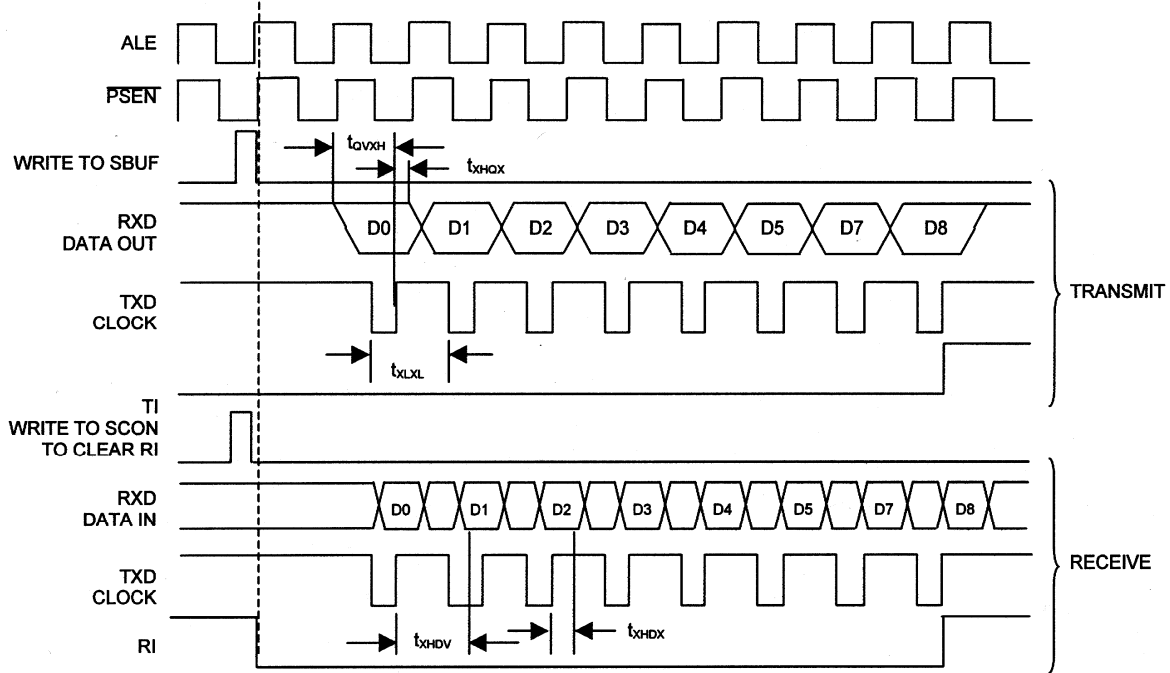 ALE
PSEN
WRITE TO SBUF
tQVXH
tXHQX
RXD
DATA OUT
D0 D1 D2 D3 D4 D5 D7 D8
TXD
CLOCK
TRANSMIT
tXLXL
TI
WRITE TO SCON
TO CLEAR RI
RXD
DATA IN
D0 D1 D2 D3 D4 D5 D7 D8
TXD
CLOCK
RECEIVE
tXHDV
tXHDX
RI